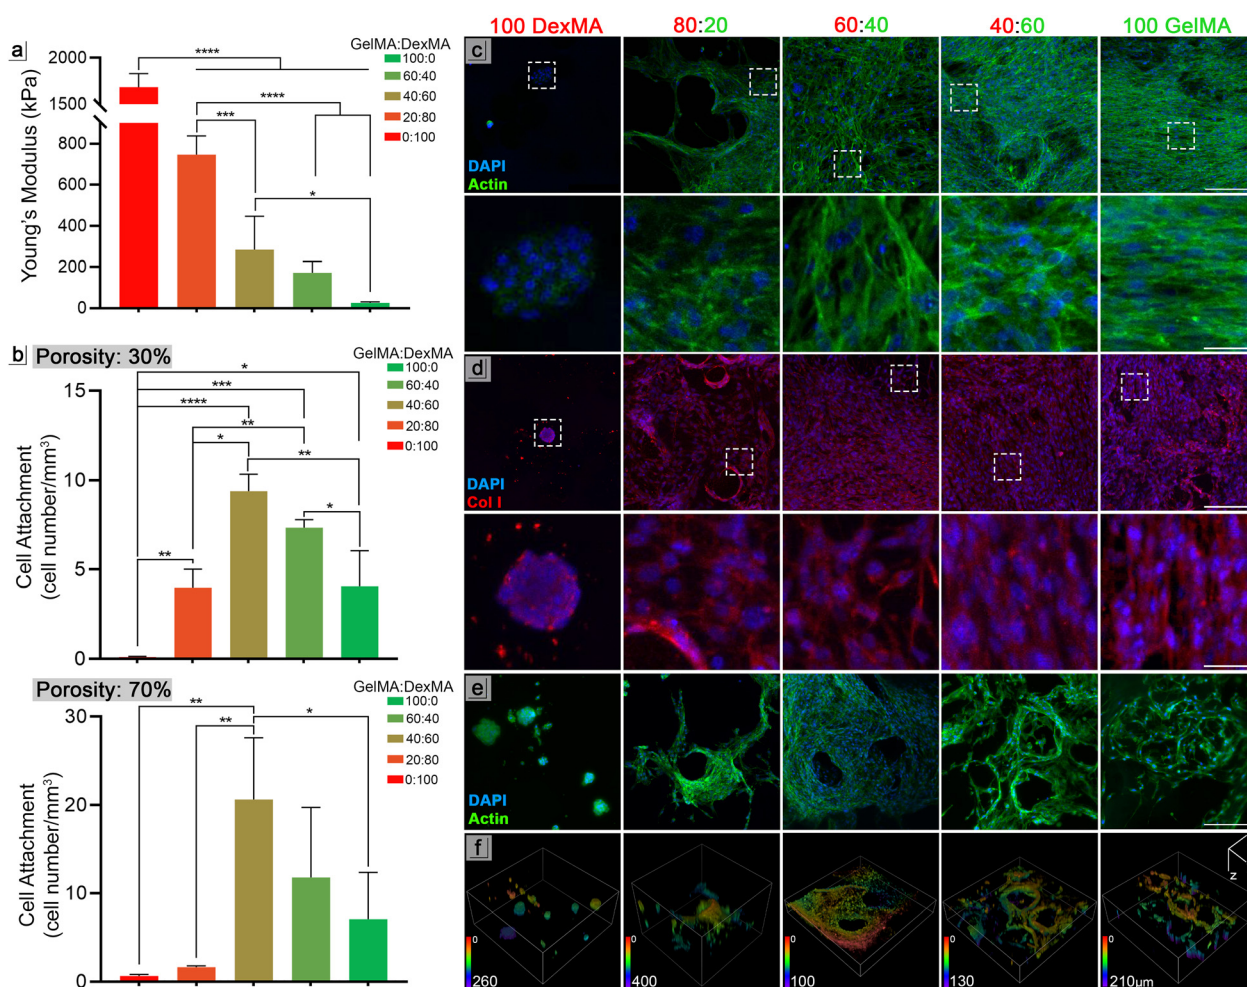 a
GelMA:DexMA
100:0
60:40
40:60
20:80
0:100
Young's Modulus (kPa)
2000
1500
800
600
400
200
0
****
****
***
*
b
Porosity: 30%
GelMA:DexMA
100:0
60:40
40:60
20:80
0:100
Cell Attachment
(cell number/mm³)
15
10
5
0
*
***
****
**
*
**
*
**
Porosity: 70%
GelMA:DexMA
100:0
60:40
40:60
20:80
0:100
Cell Attachment
(cell number/mm³)
30
20
10
0
**
*
**
100 DexMA
80:20
60:40
40:60
100 GelMA
c
DAPI
Actin
d
DAPI
Col I
e
DAPI
Actin
f
z
0
260
0
400
0
100
0
130
0
210µm